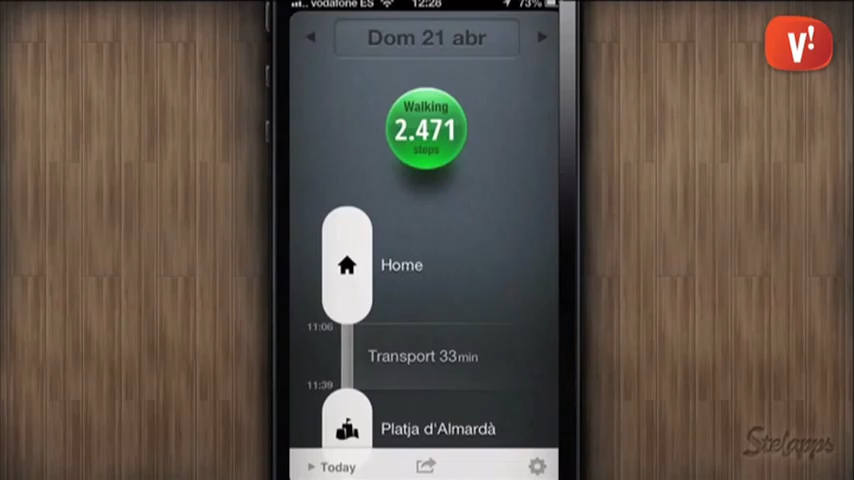 vodafone ES
12:28
73%
Dom 21 abr
V!
Walking
2.471
steps
Home
11:06
Transport 33min
11:39
Platja d'Almardà
Today
Stelapps